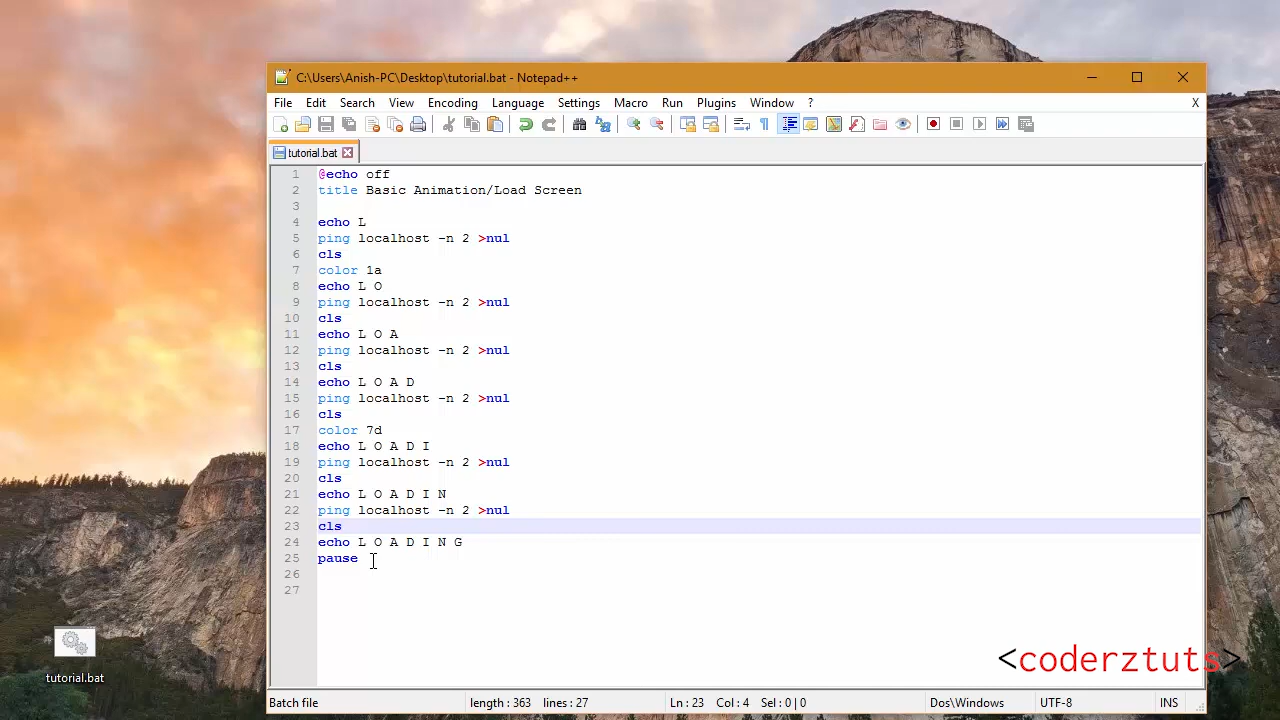 C:\Users\Anish-PC\Desktop\tutorial.bat - Notepad++
File Edit Search View Encoding Language Settings Macro Run Plugins Window ? X
tutorial.bat
1 @echo off
2 title Basic Animation/Load Screen
3
4 echo L
5 ping localhost -n 2 >nul
6 cls
7 color 1a
8 echo L O
9 ping localhost -n 2 >nul
10 cls
11 echo L O A
12 ping localhost -n 2 >nul
13 cls
14 echo L O A D
15 ping localhost -n 2 >nul
16 cls
17 color 7d
18 echo L O A D I
19 ping localhost -n 2 >nul
20 cls
21 echo L O A D I N
22 ping localhost -n 2 >nul
23 cls
24 echo L O A D I N G
25 pause
26
27
tutorial.bat
<coderztuts>
Batch file length : 363 lines : 27 Ln : 23 Col : 4 Sel : 0 | 0 Dos\Windows UTF-8 INS